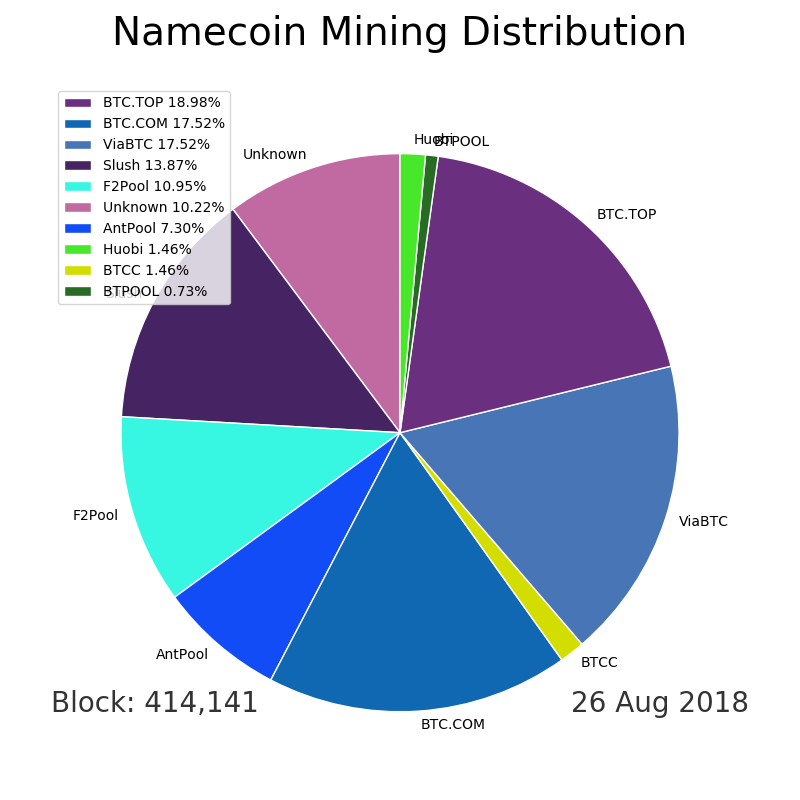 Namecoin Mining Distribution
BTC.TOP 18.98%
BTC.COM 17.52%
ViaBTC 17.52%
Slush 13.87%
F2Pool 10.95%
Unknown 10.22%
AntPool 7.30%
Huobi 1.46%
BTCC 1.46%
BTPOOL 0.73%
Huobi
BTPOOL
Unknown
BTC.TOP
Slush
F2Pool
ViaBTC
AntPool
BTCC
BTC.COM
Block: 414,141
26 Aug 2018